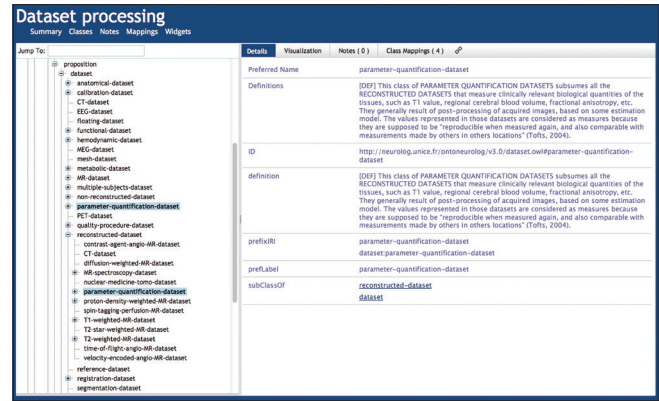 Dataset processing
Summary Classes Notes Mappings Widgets
Jump To:
proposition
dataset
anatomical-dataset
calibration-dataset
CT-dataset
EEG-dataset
floating-dataset
functional-dataset
hemodynamic-dataset
MEG-dataset
mesh-dataset
metabolic-dataset
MR-dataset
multiple-subjects-dataset
non-reconstructed-dataset
parameter-quantification-dataset
PET-dataset
quality-procedure-dataset
reconstructed-dataset
contrast-agent-angio-MR-dataset
CT-dataset
diffusion-weighted-MR-dataset
MR-spectroscopy-dataset
nuclear-medicine-tomo-dataset
parameter-quantification-dataset
proton-density-weighted-MR-dataset
spin-tagging-perfusion-MR-dataset
T1-weighted-MR-dataset
T2-star-weighted-MR-dataset
T2-weighted-MR-dataset
time-of-flight-angio-MR-dataset
velocity-encoded-angio-MR-dataset
reference-dataset
registration-dataset
segmentation-dataset
Details Visualization Notes ( 0 ) Class Mappings ( 4 )
Preferred Name parameter-quantification-dataset
Definitions [DEF] This class of PARAMETER QUANTIFICATION DATASETS subsumes all the
RECONSTRUCTED DATASETS that measure clinically relevant biological quantities of the
tissues, such as T1 value, regional cerebral blood volume, fractional anisotropy, etc.
They generally result of post-processing of acquired images, based on some estimation
model. The values represented in those datasets are considered as measures because
they are supposed to be "reproducible when measured again, and also comparable with
measurements made by others in others locations" (Tofts, 2004).
ID http://neurolog.unice.fr/ontoneurolog/v3.0/dataset.owl#parameter-quantification-
dataset
definition [DEF] This class of PARAMETER QUANTIFICATION DATASETS subsumes all the
RECONSTRUCTED DATASETS that measure clinically relevant biological quantities of the
tissues, such as T1 value, regional cerebral blood volume, fractional anisotropy, etc.
They generally result of post-processing of acquired images, based on some estimation
model. The values represented in those datasets are considered as measures because
they are supposed to be "reproducible when measured again, and also comparable with
measurements made by others in others locations" (Tofts, 2004).
prefixIRI parameter-quantification-dataset
dataset:parameter-quantification-dataset
prefLabel parameter-quantification-dataset
subClassOf reconstructed-dataset
dataset